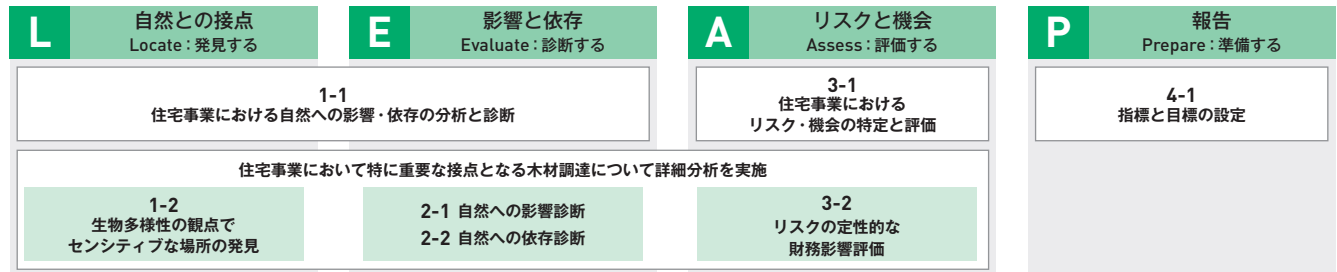 L
自然との接点
Locate：発見する
E
影響と依存
Evaluate：診断する
A
リスクと機会
Assess：評価する
P
報告
Prepare：準備する
1-1
住宅事業における自然への影響・依存の分析と診断
3-1
住宅事業における
リスク・機会の特定と評価
4-1
指標と目標の設定
住宅事業において特に重要な接点となる木材調達について詳細分析を実施
1-2
生物多様性の観点で
センシティブな場所の発見
2-1 自然への影響診断
2-2 自然への依存診断
3-2
リスクの定性的な
財務影響評価